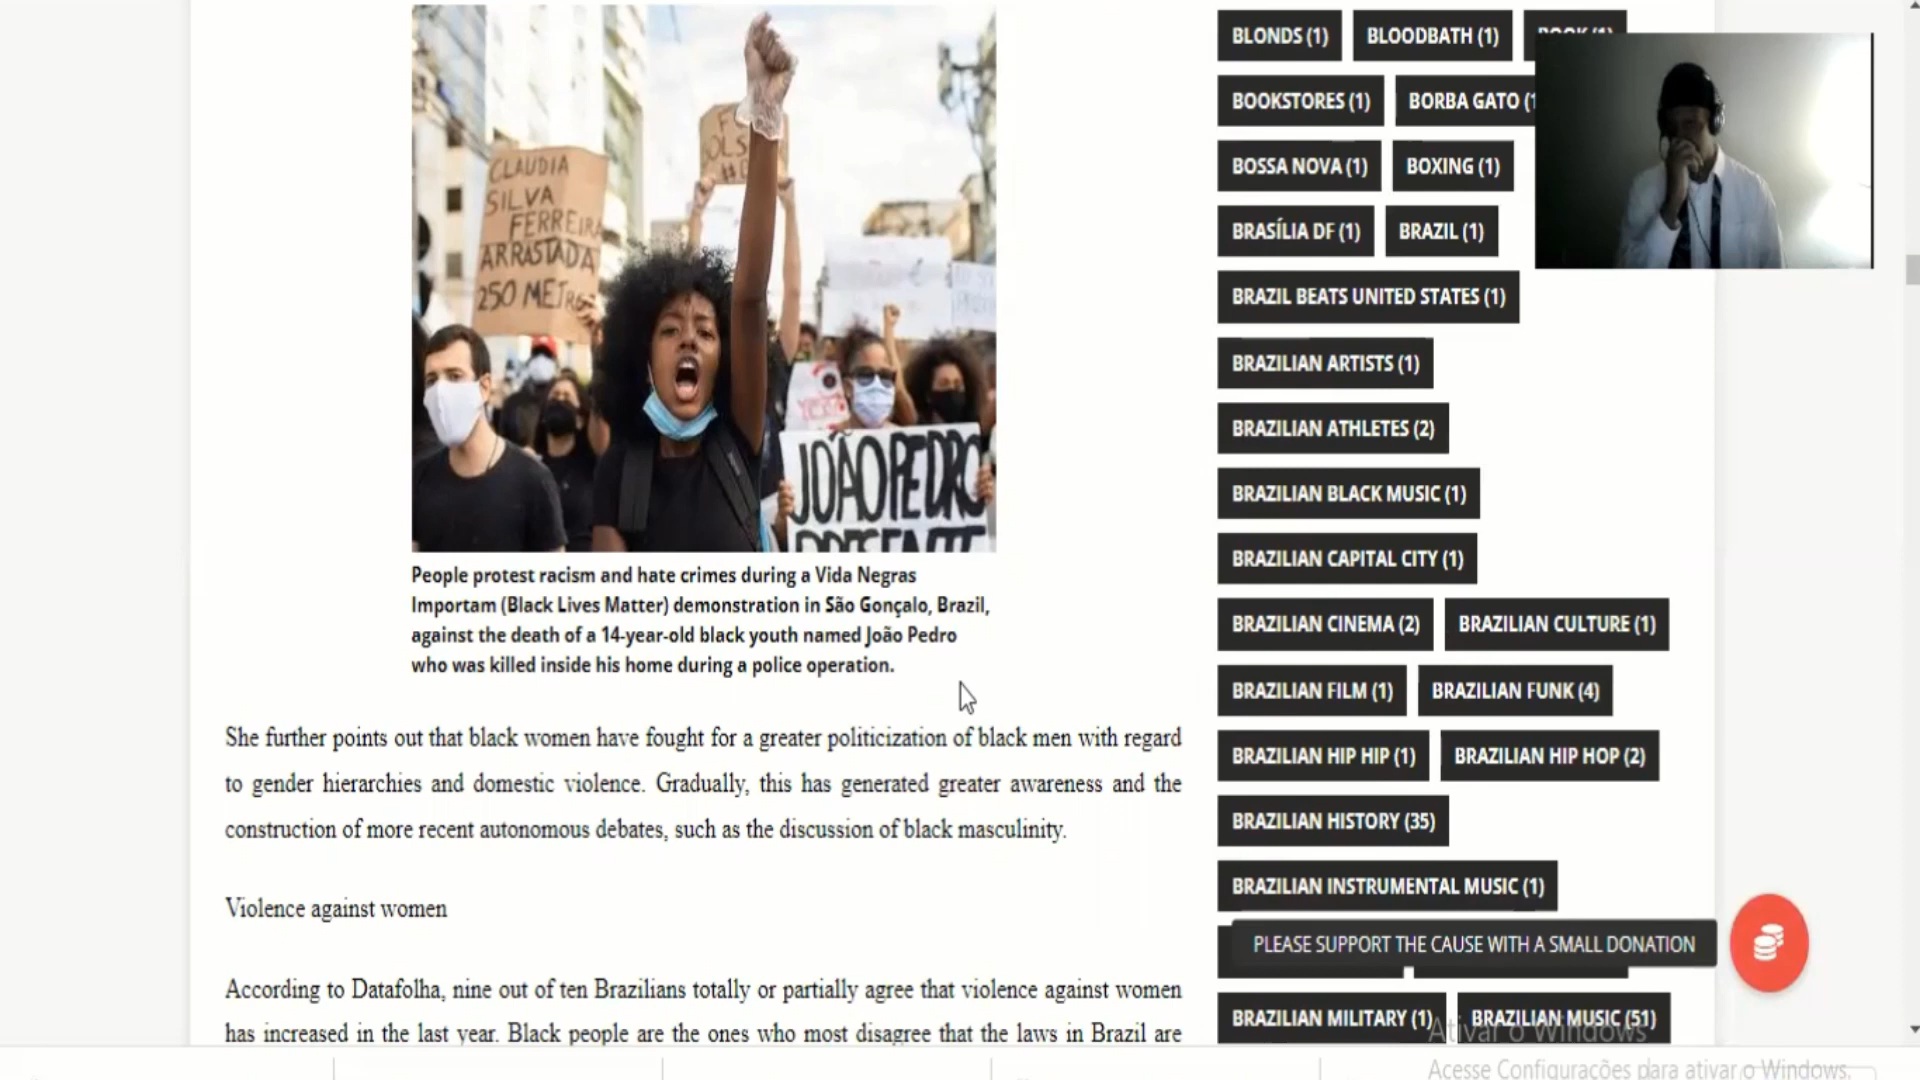 CLAUDIA
SILVA
FERREIRA
ARRASTADA
250 METROS
JOÃO PEDRO
PRESENTE
People protest racism and hate crimes during a Vida Negras
Importam (Black Lives Matter) demonstration in São Gonçalo, Brazil,
against the death of a 14-year-old black youth named João Pedro
who was killed inside his home during a police operation.
She further points out that black women have fought for a greater politicization of black men with regard
to gender hierarchies and domestic violence. Gradually, this has generated greater awareness and the
construction of more recent autonomous debates, such as the discussion of black masculinity.
Violence against women
According to Datafolha, nine out of ten Brazilians totally or partially agree that violence against women
has increased in the last year. Black people are the ones who most disagree that the laws in Brazil are
BLONDS (1) BLOODBATH (1) BOOK (1)
BOOKSTORES (1) BORBA GATO (1
BOSSA NOVA (1) BOXING (1)
BRASÍLIA DF (1) BRAZIL (1)
BRAZIL BEATS UNITED STATES (1)
BRAZILIAN ARTISTS (1)
BRAZILIAN ATHLETES (2)
BRAZILIAN BLACK MUSIC (1)
BRAZILIAN CAPITAL CITY (1)
BRAZILIAN CINEMA (2) BRAZILIAN CULTURE (1)
BRAZILIAN FILM (1) BRAZILIAN FUNK (4)
BRAZILIAN HIP HIP (1) BRAZILIAN HIP HOP (2)
BRAZILIAN HISTORY (35)
BRAZILIAN INSTRUMENTAL MUSIC (1)
PLEASE SUPPORT THE CAUSE WITH A SMALL DONATION
BRAZILIAN MILITARY (1) BRAZILIAN MUSIC (51)
Ativar o Windows
Acesse Configurações para ativar o Windows.